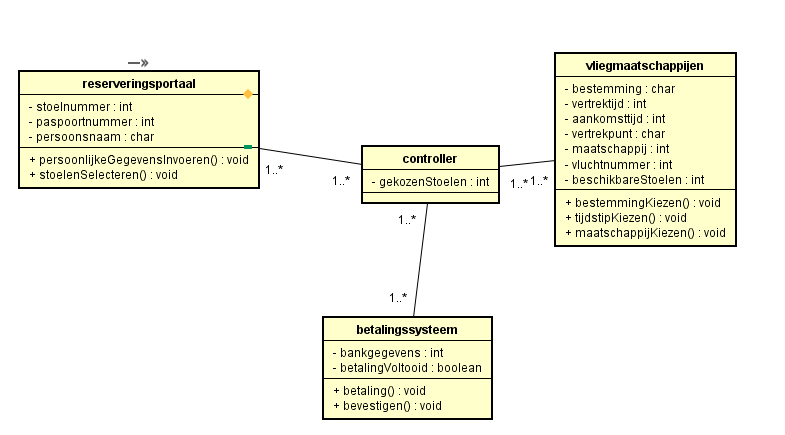 reserveringsportaal
- stoelnummer : int
- paspoortnummer : int
- persoonsnaam : char
+ persoonlijkeGegevensInvoeren() : void
+ stoelenSelecteren() : void
1..*
1..*
controller
- gekozenStoelen : int
1..*
1..*
vliegmaatschappijen
- bestemming : char
- vertrektijd : int
- aankomsttijd : int
- vertrekpunt : char
- maatschappij : int
- vluchtnummer : int
- beschikbareStoelen : int
+ bestemmingKiezen() : void
+ tijdstipKiezen() : void
+ maatschappijKiezen() : void
1..*
1..*
betalingssysteem
- bankgegevens : int
- betalingVoltooid : boolean
+ betaling() : void
+ bevestigen() : void